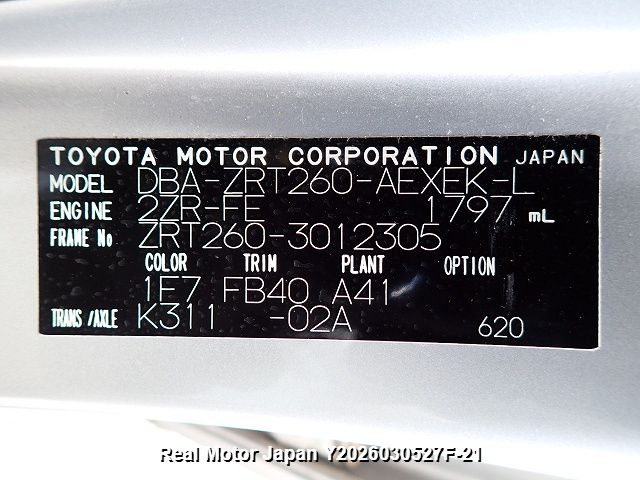 TOYOTA MOTOR CORPORATION JAPAN
MODEL DBA-ZRT260-AEXEK-L
ENGINE 2ZR-FE 1797 mL
FRAME No ZRT260-3012305
COLOR TRIM PLANT OPTION
1F7 FB40 A41
TRANS/AXLE K311 -02A 620
Real Motor Japan Y2026030527F-21